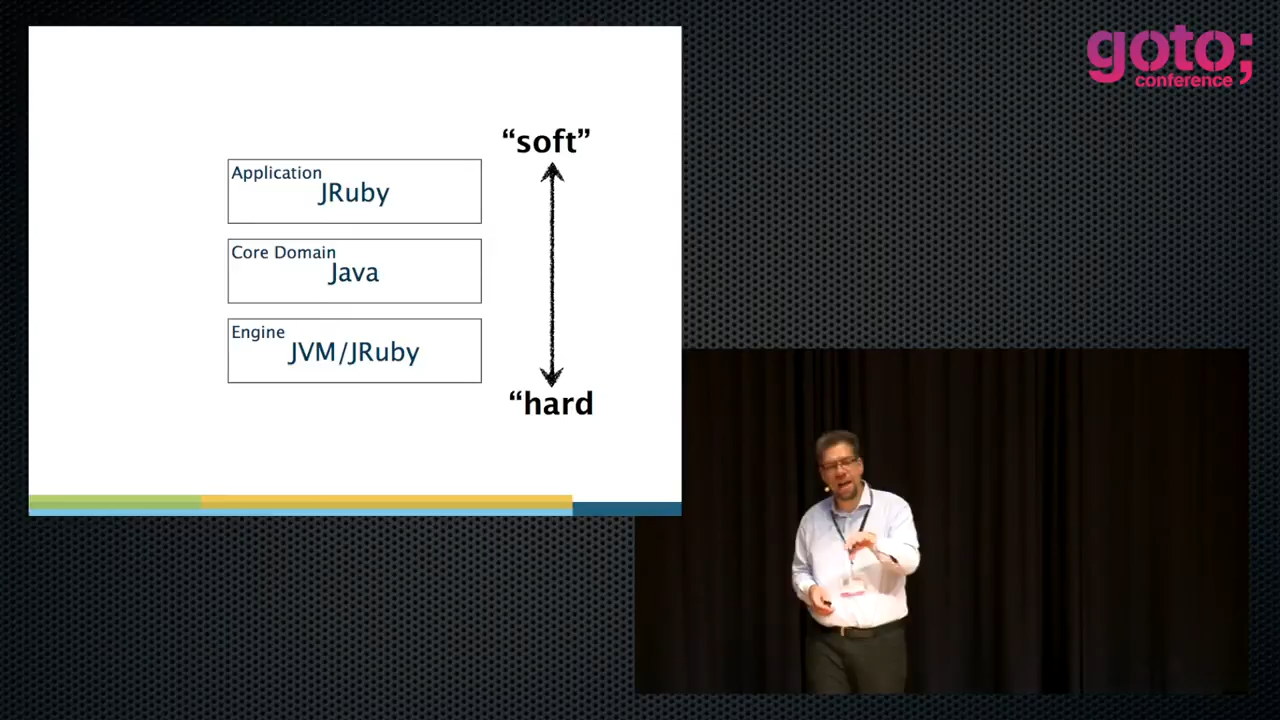 goto;
conference
“soft”
Application
JRuby
Core Domain
Java
Engine
JVM/JRuby
“hard